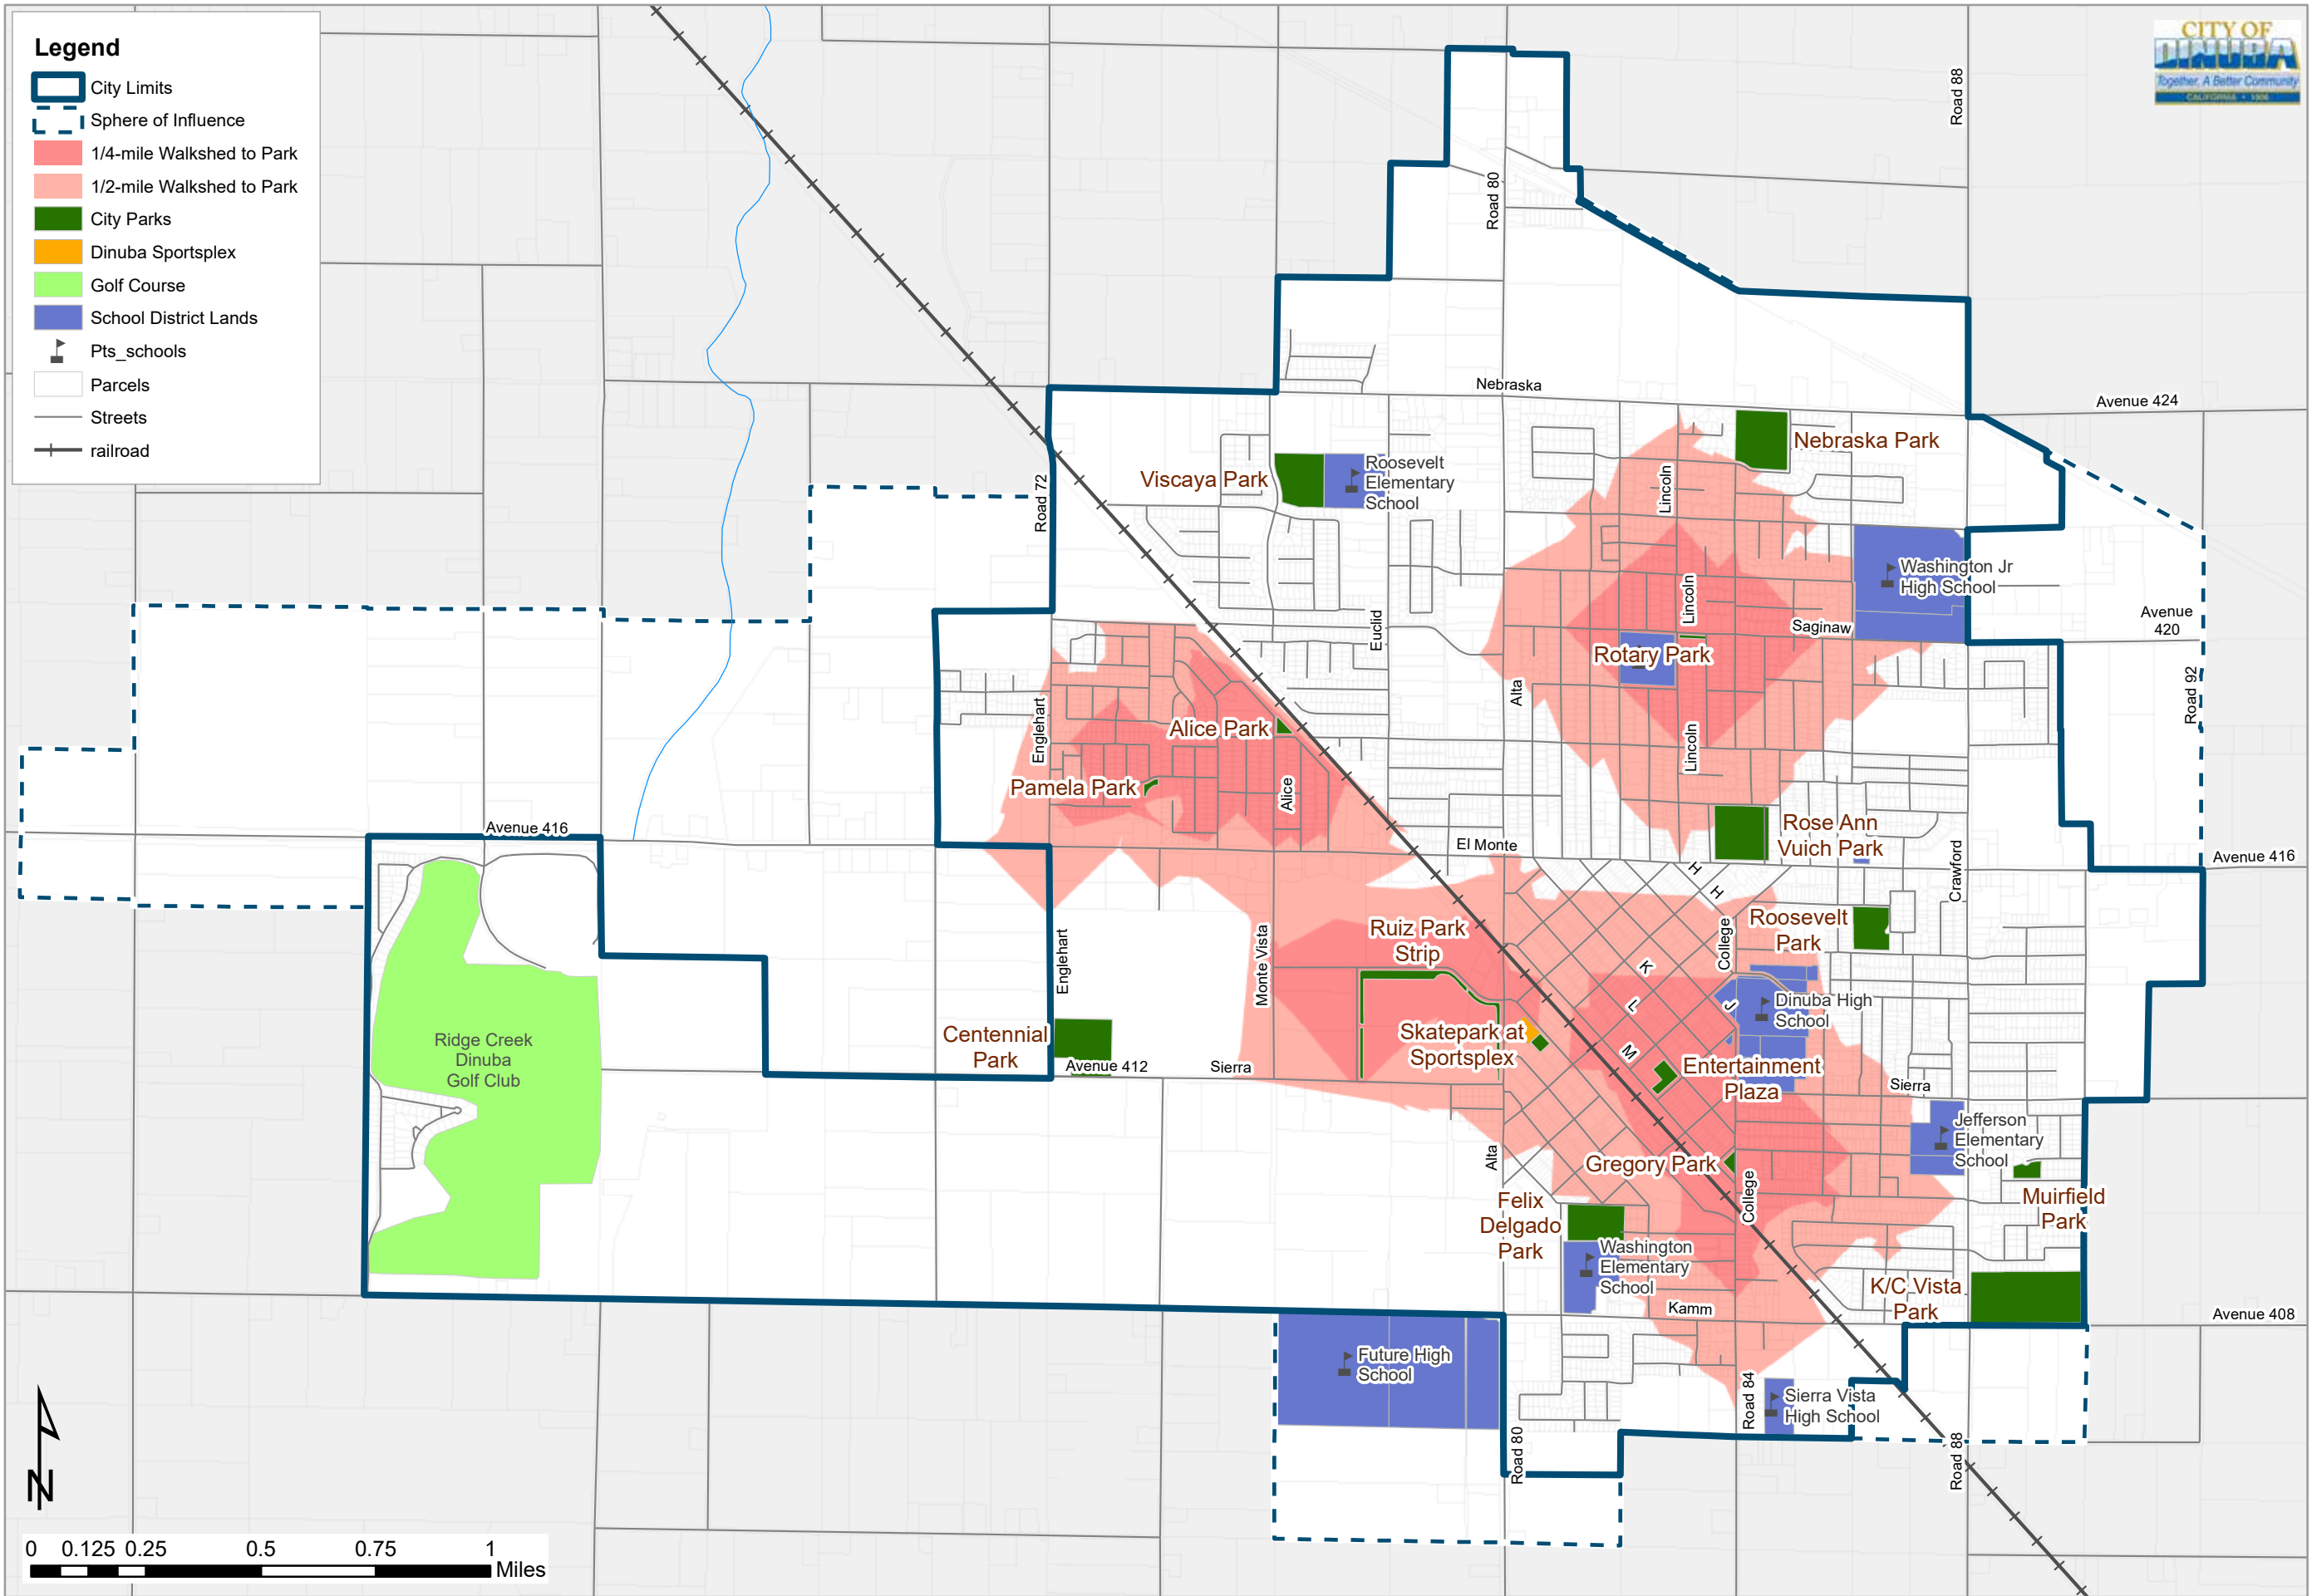 Legend
City Limits
Sphere of Influence
1/4-mile Walkshed to Park
1/2-mile Walkshed to Park
City Parks
Dinuba Sportsplex
Golf Course
School District Lands
Pts_schools
Parcels
Streets
railroad
CITY OF
DINUBA
Together, A Better Community
CALIFORNIA • 1906
Road 88
Road 80
Nebraska
Avenue 424
Nebraska Park
Viscaya Park
Roosevelt
Elementary
School
Lincoln
Road 72
Washington Jr
High School
Lincoln
Saginaw
Avenue
420
Euclid
Rotary Park
Alta
Road 92
Englehart
Alice Park
Lincoln
Pamela Park
Alice
Avenue 416
El Monte
Rose Ann
Vuich Park
Avenue 416
H
H
Crawford
Ruiz Park
Strip
Roosevelt
Park
College
Englehart
Monte Vista
K
L
J
M
Dinuba High
School
Ridge Creek
Dinuba
Golf Club
Centennial
Park
Skatepark at
Sportsplex
Avenue 412
Sierra
Entertainment
Plaza
Sierra
Jefferson
Elementary
School
Alta
Gregory Park
College
Muirfield
Park
Felix
Delgado
Park
Washington
Elementary
School
K/C Vista
Park
Kamm
Avenue 408
Future High
School
Road 84
Sierra Vista
High School
Road 80
Road 88
N
0 0.125 0.25 0.5 0.75 1
Miles